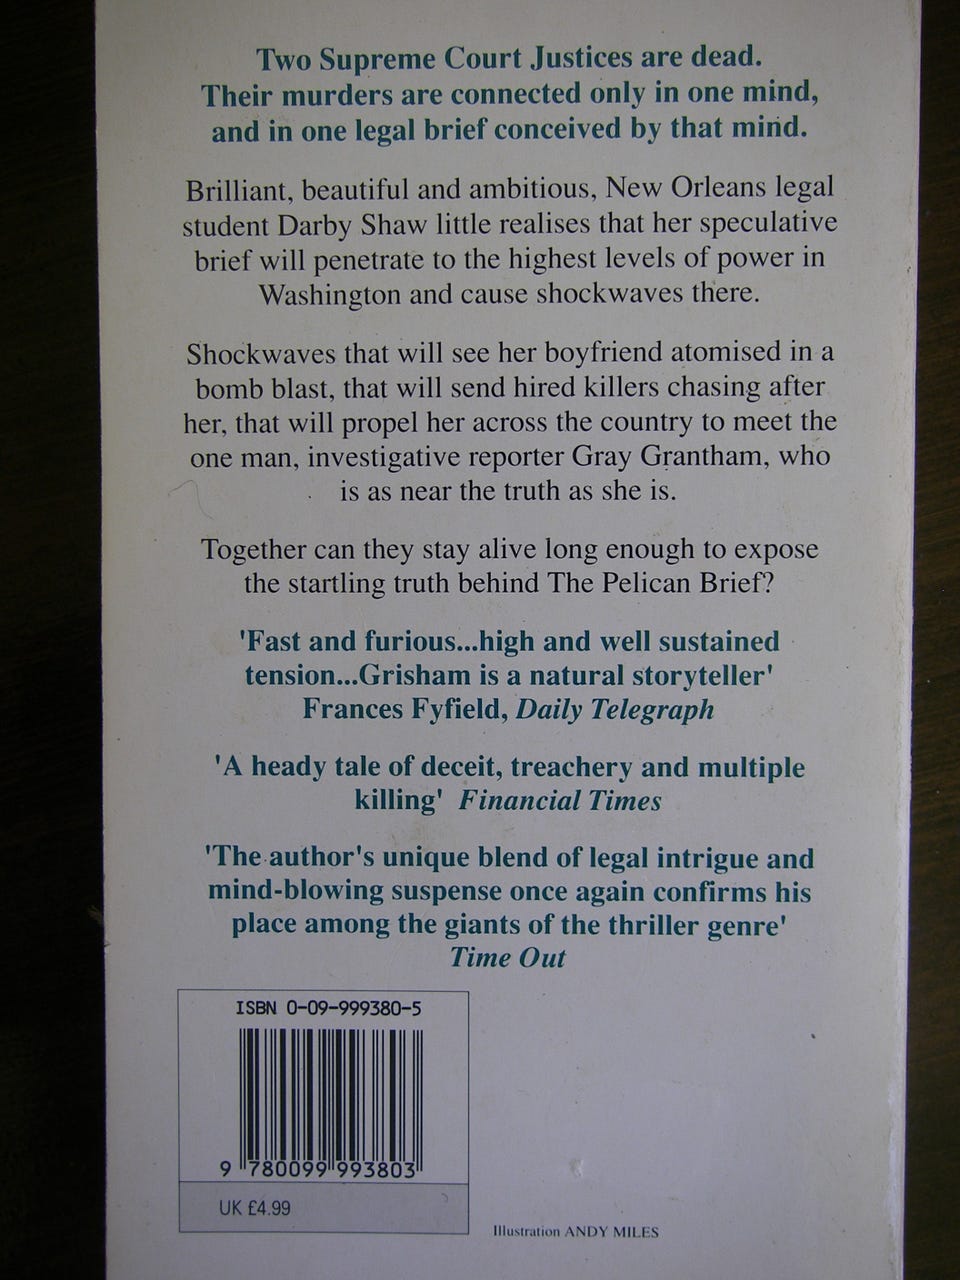 Two Supreme Court Justices are dead.
Their murders are connected only in one mind,
and in one legal brief conceived by that mind.
Brilliant, beautiful and ambitious, New Orleans legal
student Darby Shaw little realises that her speculative
brief will penetrate to the highest levels of power in
Washington and cause shockwaves there.
Shockwaves that will see her boyfriend atomised in a
bomb blast, that will send hired killers chasing after
her, that will propel her across the country to meet the
one man, investigative reporter Gray Grantham, who
is as near the truth as she is.
Together can they stay alive long enough to expose
the startling truth behind The Pelican Brief?
'Fast and furious...high and well sustained
tension...Grisham is a natural storyteller'
Frances Fyfield, Daily Telegraph
'A heady tale of deceit, treachery and multiple
killing' Financial Times
'The author's unique blend of legal intrigue and
mind-blowing suspense once again confirms his
place among the giants of the thriller genre'
Time Out
ISBN 0-09-999380-5
9 780099 993803
UK £4.99
Illustration ANDY MILES